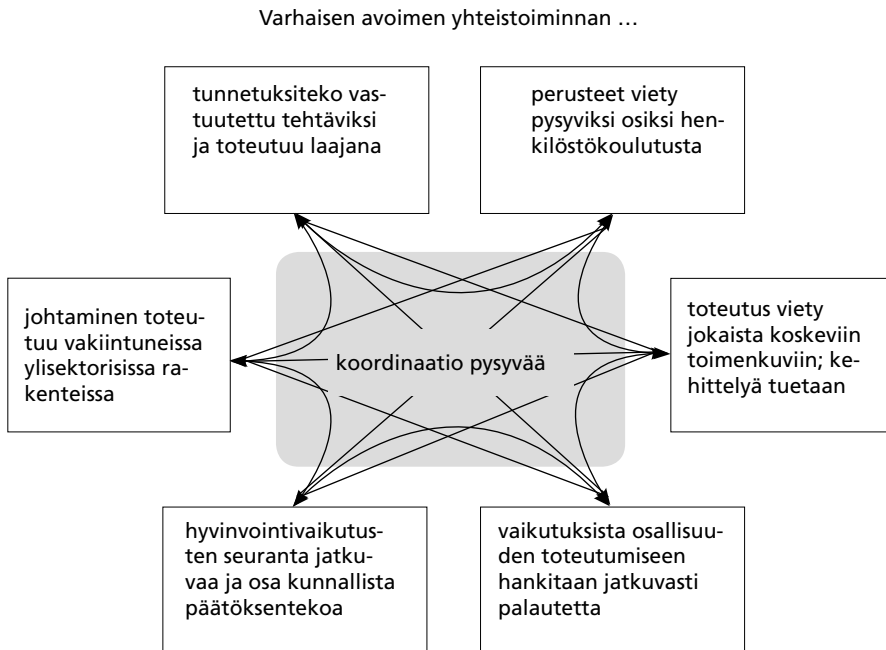 Varhaisen avoimen yhteistoiminnan …
tunnetuksiteko vas-
tuutettu tehtäviksi
ja toteutuu laajana
perusteet viety
pysyviksi osiksi hen-
kilöstökoulutusta
johtaminen toteu-
tuu vakiintuneissa
ylisektorisissa ra-
kenteissa
koordinaatio pysyvää
toteutus viety
jokaista koskeviin
toimenkuviin; ke-
hittelyä tuetaan
hyvinvointivaikutus-
ten seuranta jatku-
vaa ja osa kunnallista
päätöksentekoa
vaikutuksista osallisuu-
den toteutumiseen
hankitaan jatkuvasti
palautetta